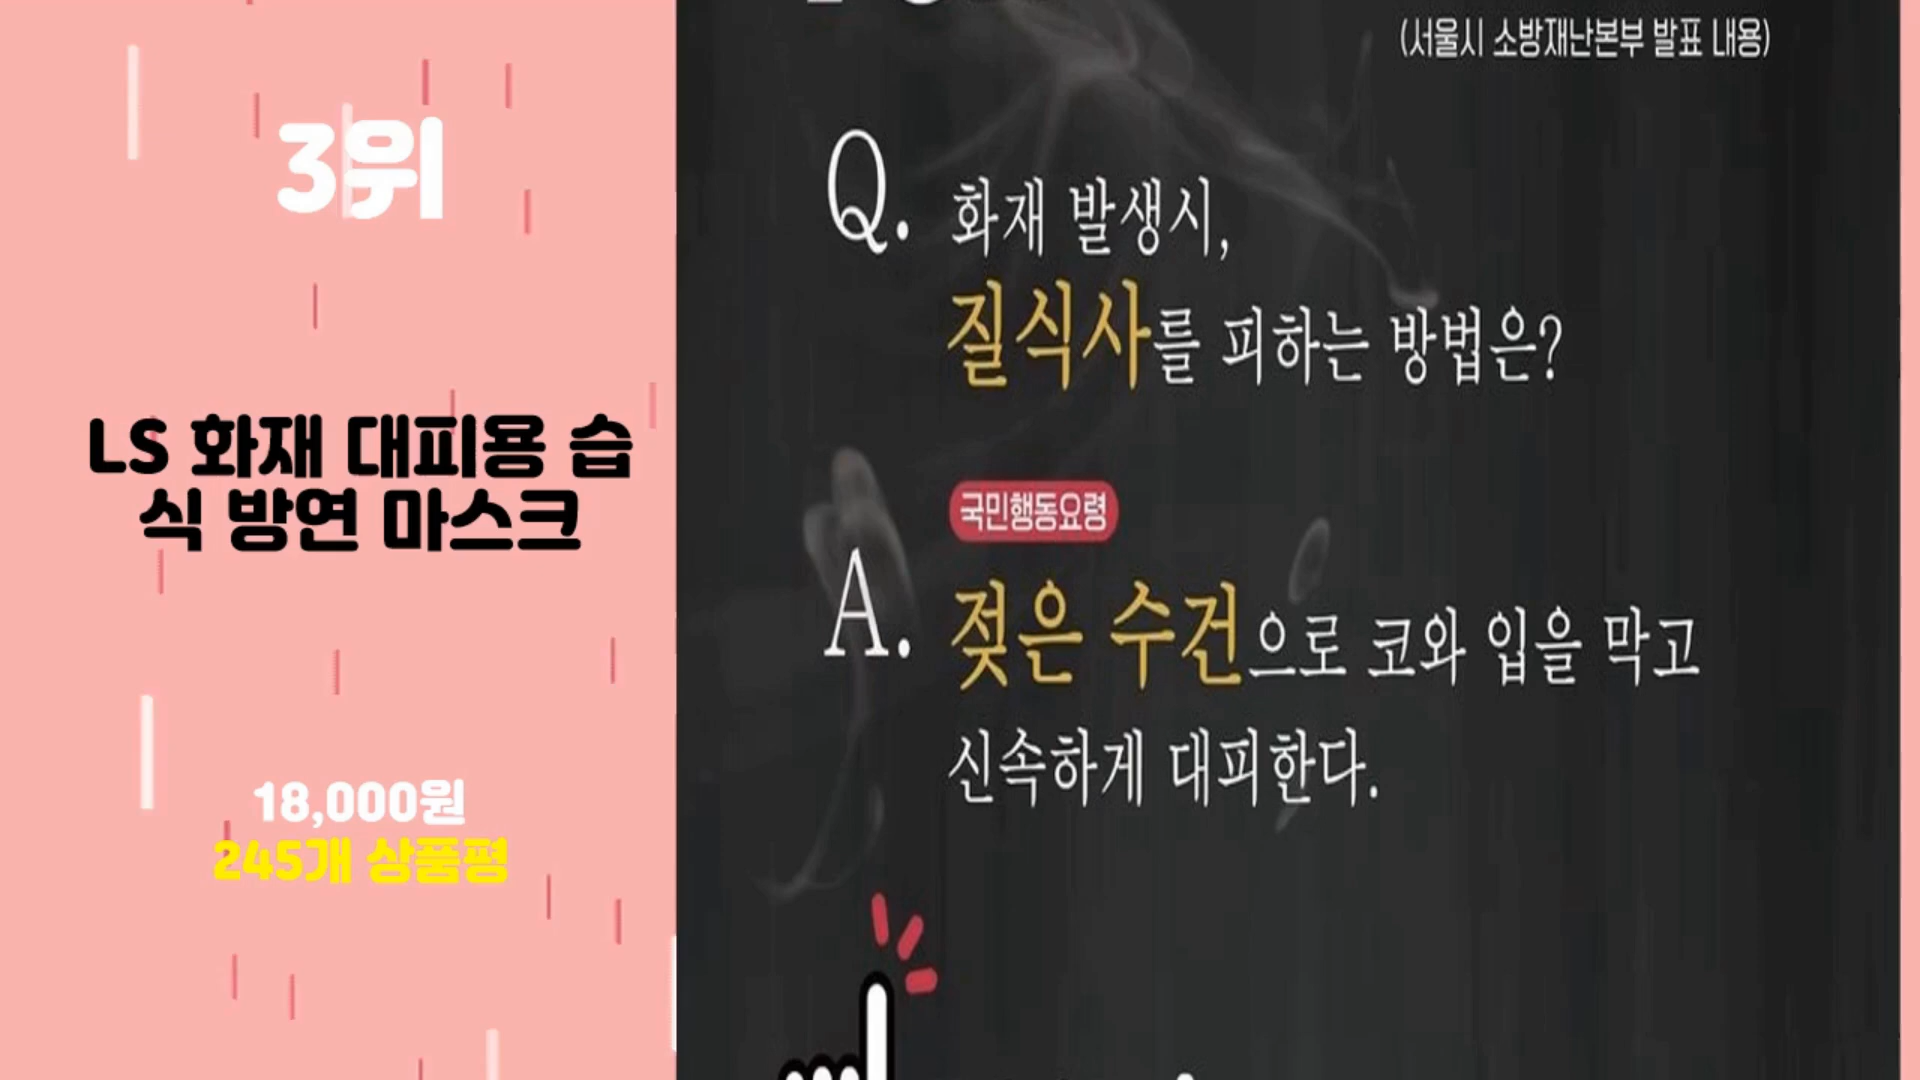 3위
LS 화재 대피용 습
식 방연 마스크
18,000원
245개 상품평
(서울시 소방재난본부 발표 내용)
Q. 화재 발생시,
질식사를 피하는 방법은?
국민행동요령
A. 젖은 수건으로 코와 입을 막고
신속하게 대피한다.